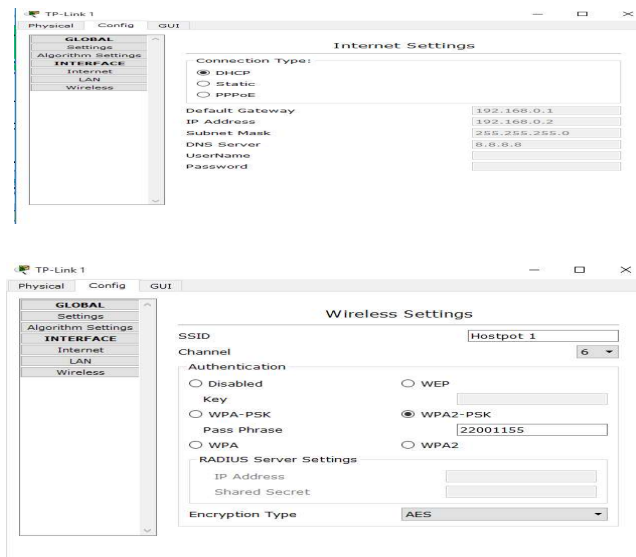 TP-Link 1
Physical Config GUI
GLOBAL
Settings
Algorithm Settings
INTERFACE
Internet
LAN
Wireless
Internet Settings
Connection Type:
DHCP
Static
PPPoE
Default Gateway 192.168.0.1
IP Address 192.168.0.2
Subnet Mask 255.255.255.0
DNS Server 8.8.8.8
UserName
Password
TP-Link 1
Physical Config GUI
GLOBAL
Settings
Algorithm Settings
INTERFACE
Internet
LAN
Wireless
Wireless Settings
SSID Hostpot 1
Channel 6
Authentication
Disabled WEP
Key
WPA-PSK WPA2-PSK
Pass Phrase 22001155
WPA WPA2
RADIUS Server Settings
IP Address
Shared Secret
Encryption Type AES